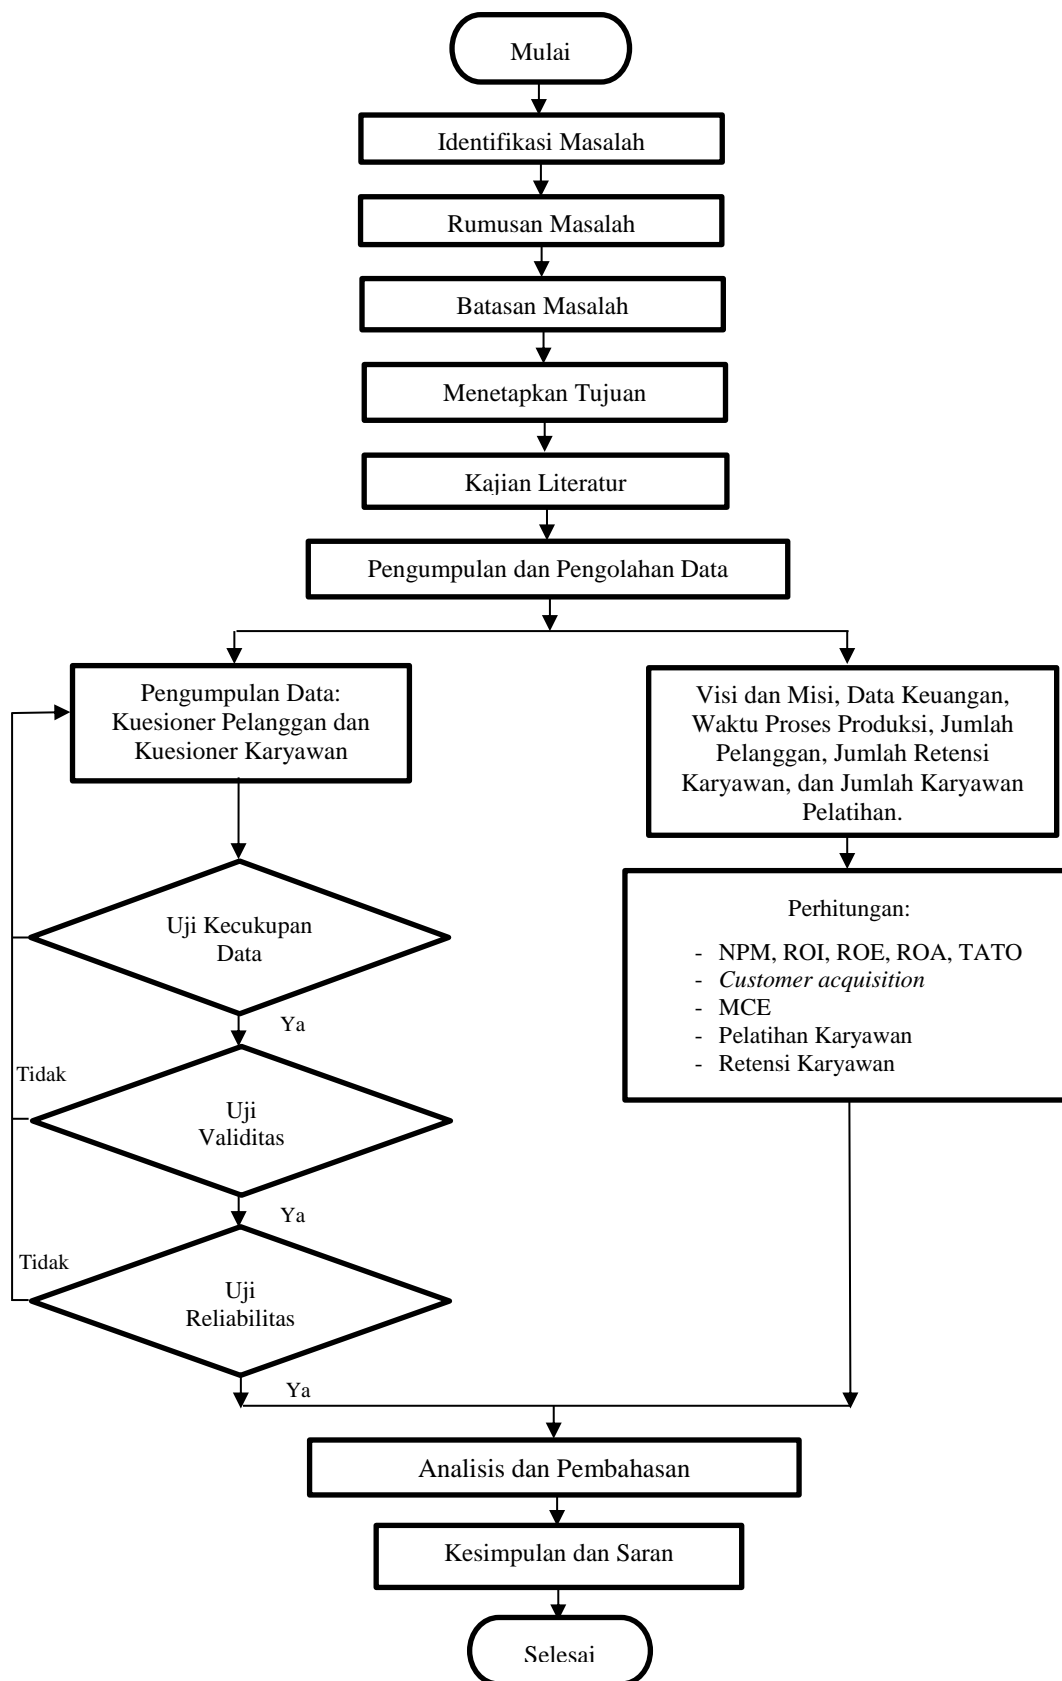 Mulai
Identifikasi Masalah
Rumusan Masalah
Batasan Masalah
Menetapkan Tujuan
Kajian Literatur
Pengumpulan dan Pengolahan Data
Pengumpulan Data:
Kuesioner Pelanggan dan
Kuesioner Karyawan
Visi dan Misi, Data Keuangan,
Waktu Proses Produksi, Jumlah
Pelanggan, Jumlah Retensi
Karyawan, dan Jumlah Karyawan
Pelatihan.
Uji Kecukupan
Data
Ya
Tidak
Uji
Validitas
Ya
Tidak
Uji
Reliabilitas
Ya
Perhitungan:
- NPM, ROI, ROE, ROA, TATO
- Customer acquisition
- MCE
- Pelatihan Karyawan
- Retensi Karyawan
Analisis dan Pembahasan
Kesimpulan dan Saran
Selesai